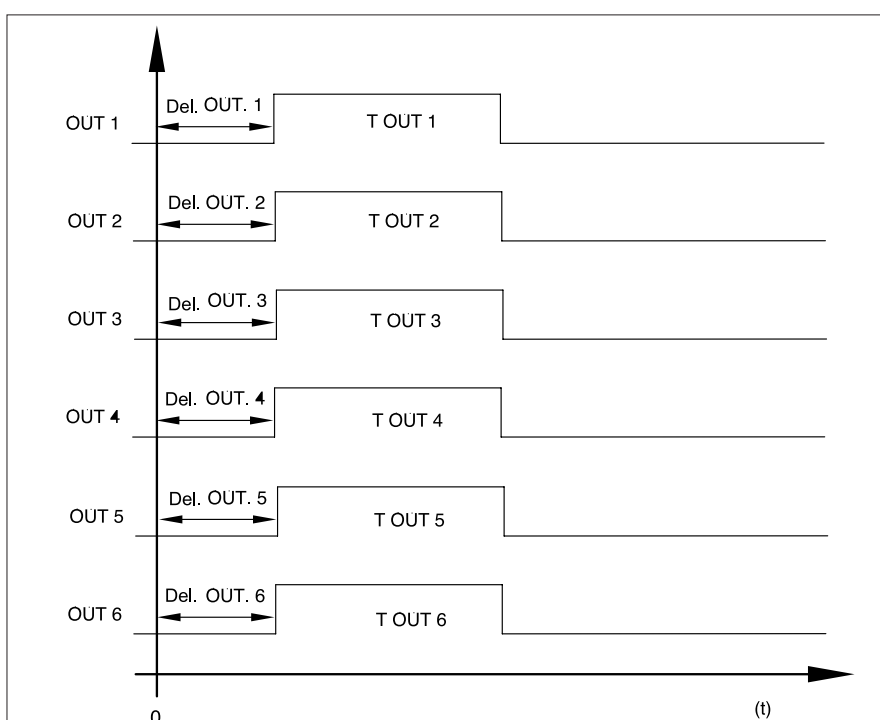 Del. OUT. 1
OUT 1
T OUT 1
Del. OUT. 2
OUT 2
T OUT 2
Del. OUT. 3
OUT 3
T OUT 3
Del. OUT. 4
OUT 4
T OUT 4
Del. OUT. 5
OUT 5
T OUT 5
Del. OUT. 6
OUT 6
T OUT 6
0
(t)